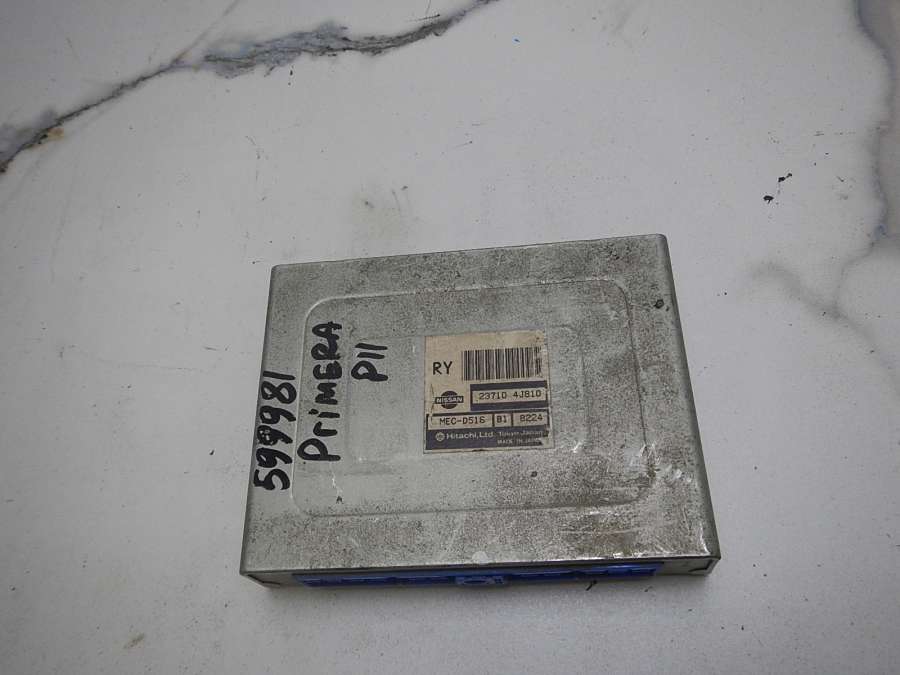 599981
PRiMERA
P11
RY
NISSAN
23710 4J810
MEC-D516 B1 8224
Hitachi, Ltd. Tokyo Japan
MADE IN JAPAN